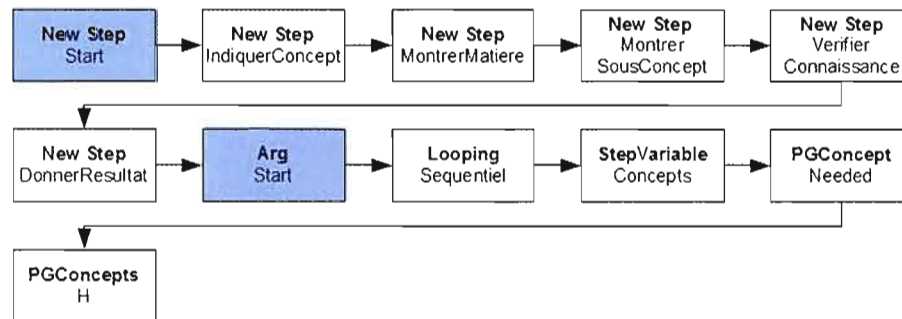 New Step
Start
New Step
IndiquerConcept
New Step
MontrerMatiere
New Step
Montrer
SousConcept
New Step
Verifier
Connaissance
New Step
DonnerResultat
Arg
Start
Looping
Sequentiel
StepVariable
Concepts
PGConcept
Needed
PGConcepts
H